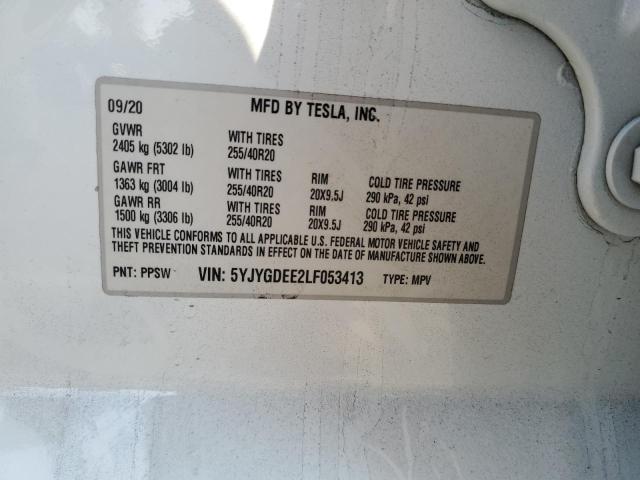 09/20 MFD BY TESLA, INC.
GVWR WITH TIRES
2405 kg (5302 lb) 255/40R20
GAWR FRT WITH TIRES RIM COLD TIRE PRESSURE
1363 kg (3004 lb) 255/40R20 20X9.5J 290 kPa, 42 psi
GAWR RR WITH TIRES RIM COLD TIRE PRESSURE
1500 kg (3306 lb) 255/40R20 20X9.5J 290 kPa, 42 psi
THIS VEHICLE CONFORMS TO ALL APPLICABLE U.S. FEDERAL MOTOR VEHICLE SAFETY AND
THEFT PREVENTION STANDARDS IN EFFECT ON THE DATE OF MANUFACTURE SHOWN ABOVE.
PNT: PPSW VIN: 5YJYGDEE2LF053413 TYPE: MPV